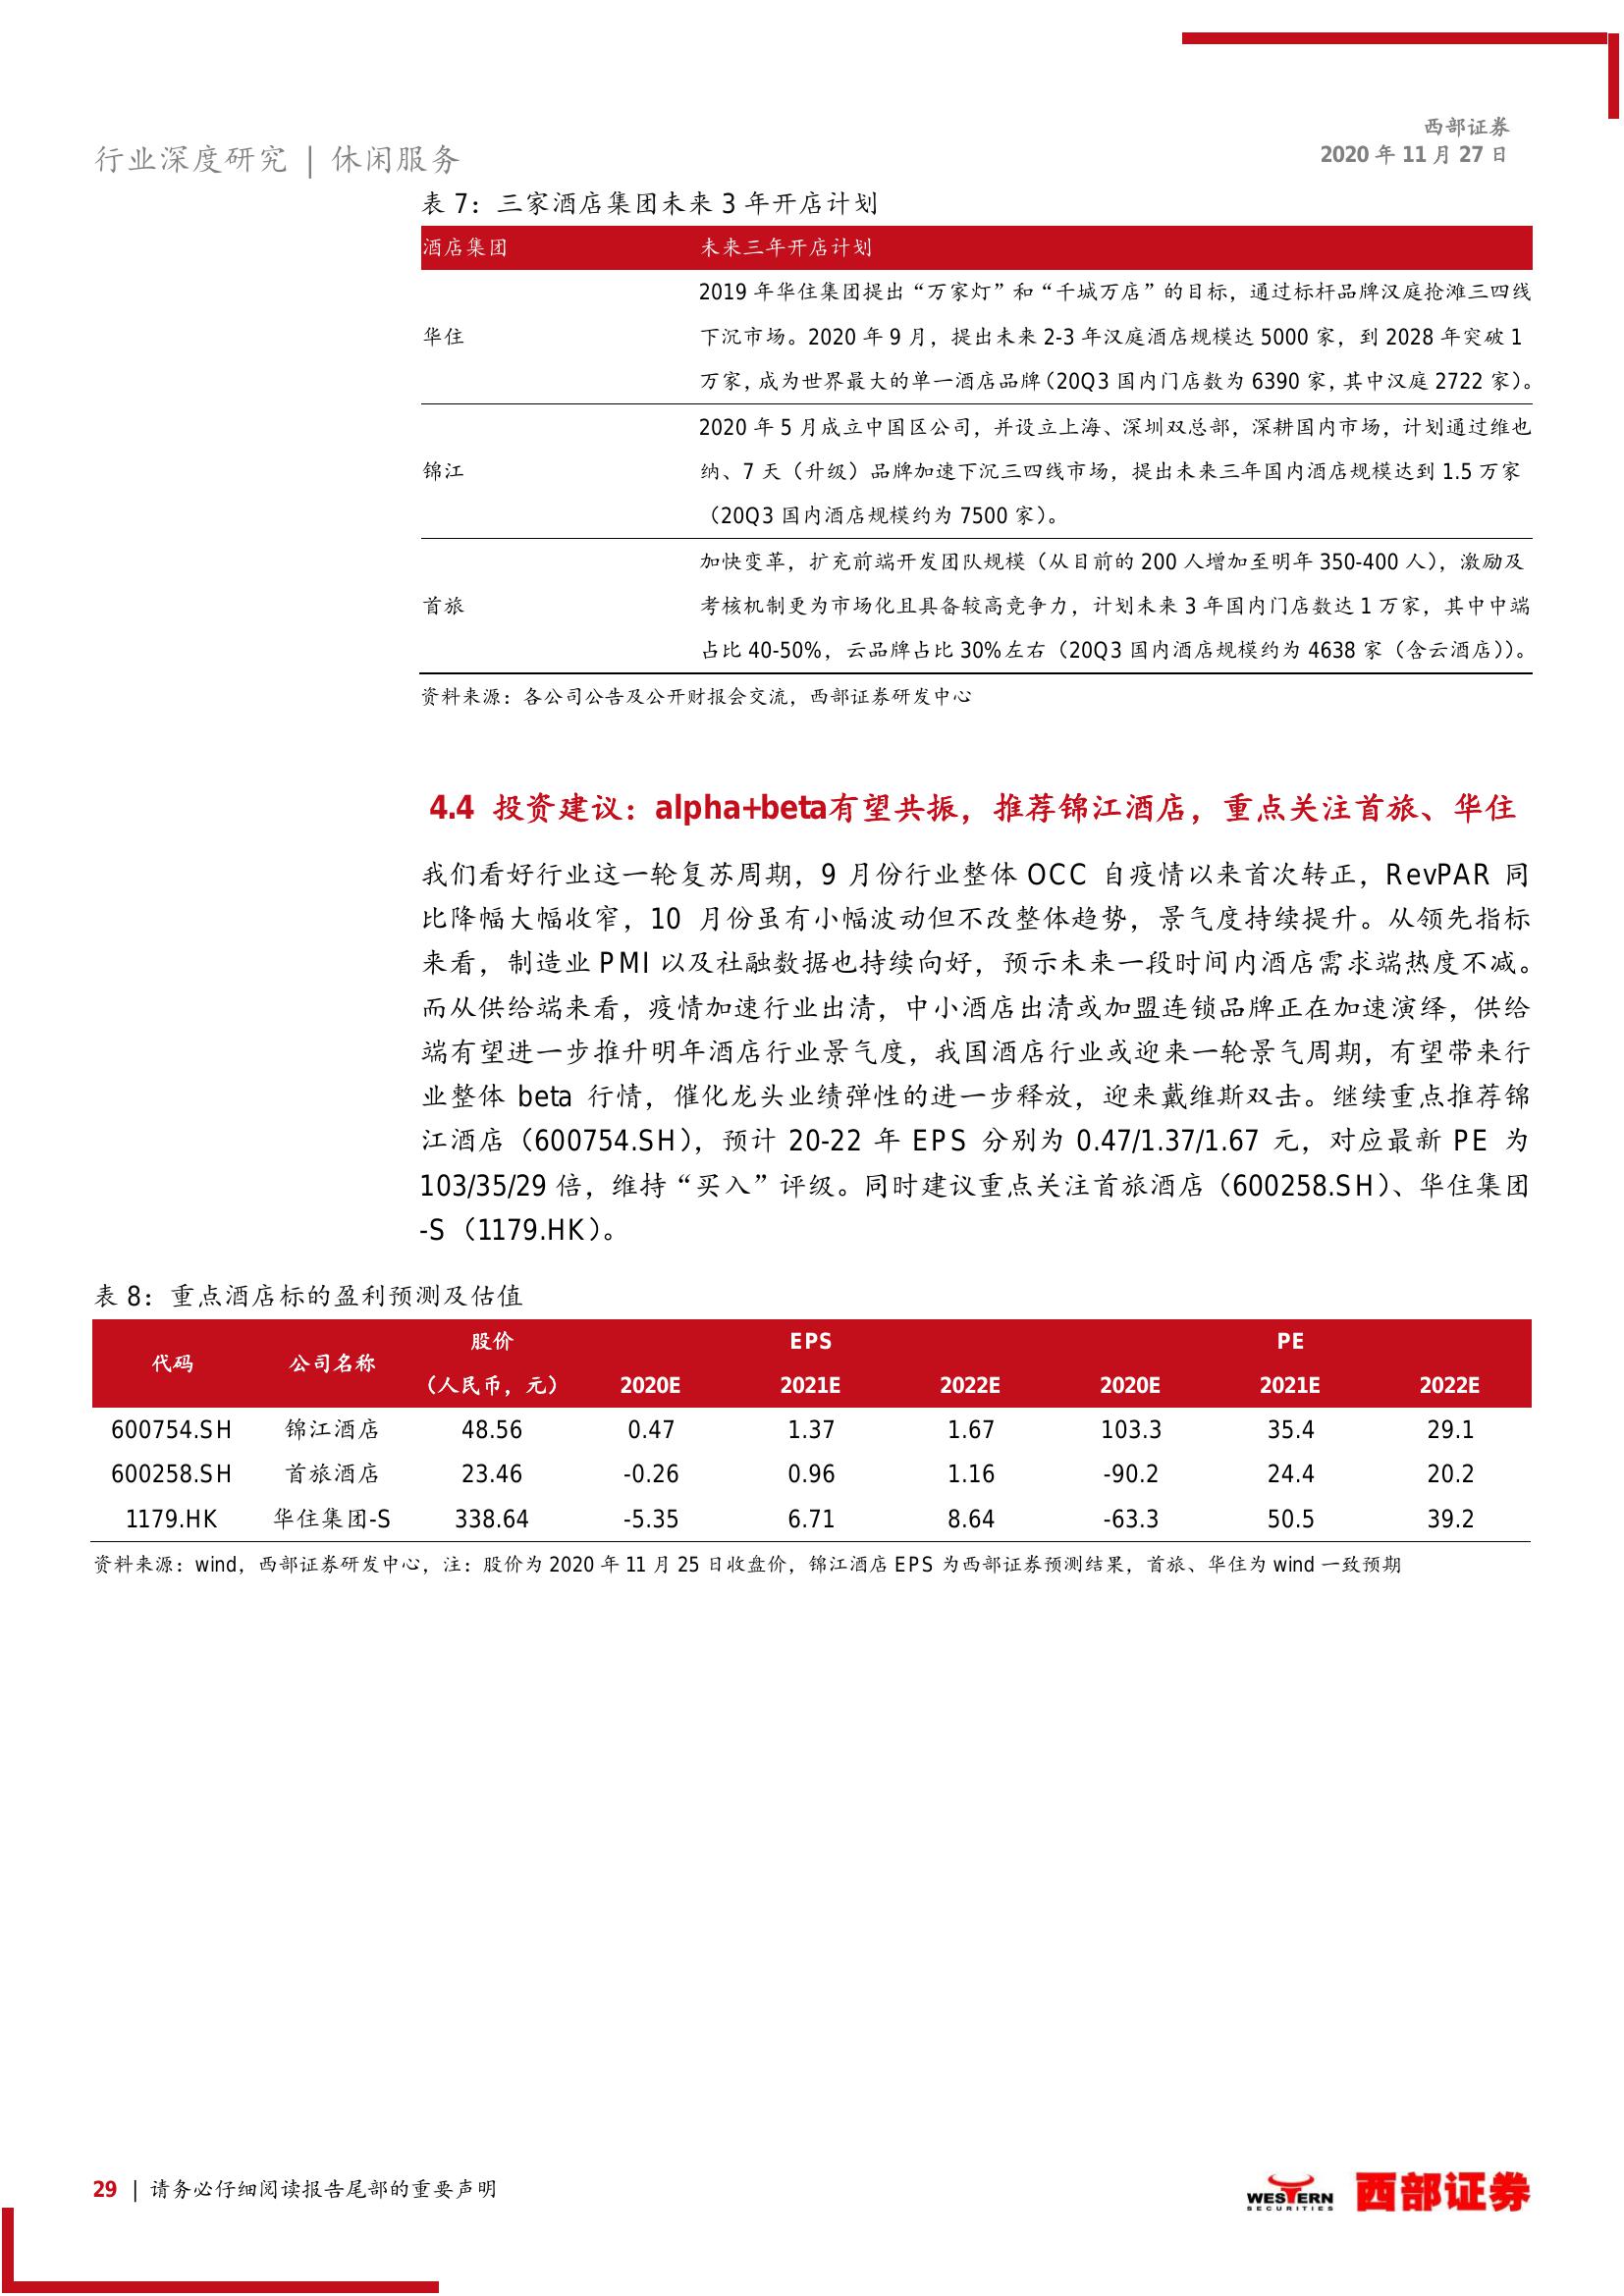 西部证券
2020 年 11 月 27 日
行业深度研究 | 休闲服务
表 7：三家酒店集团未来 3 年开店计划
酒店集团 未来三年开店计划
2019 年华住集团提出“万家灯”和“千城万店”的目标，通过标杆品牌汉庭抢滩三四线
华住 下沉市场。2020 年 9 月，提出未来 2-3 年汉庭酒店规模达 5000 家，到 2028 年突破 1
万家，成为世界最大的单一酒店品牌（20Q3 国内门店数为 6390 家，其中汉庭 2722 家）。
2020 年 5 月成立中国区公司，并设立上海、深圳双总部，深耕国内市场，计划通过维也
锦江 纳、7 天（升级）品牌加速下沉三四线市场，提出未来三年国内酒店规模达到 1.5 万家
（20Q3 国内酒店规模约为 7500 家）。
加快变革，扩充前端开发团队规模（从目前的 200 人增加至明年 350-400 人），激励及
首旅 考核机制更为市场化且具备较高竞争力，计划未来 3 年国内门店数达 1 万家，其中中端
占比 40-50%，云品牌占比 30%左右（20Q3 国内酒店规模约为 4638 家（含云酒店））。
资料来源：各公司公告及公开财报会交流，西部证券研发中心
4.4 投资建议：alpha+beta有望共振，推荐锦江酒店，重点关注首旅、华住
我们看好行业这一轮复苏周期，9 月份行业整体 OCC 自疫情以来首次转正，RevPAR 同
比降幅大幅收窄，10 月份虽有小幅波动但不改整体趋势，景气度持续提升。从领先指标
来看，制造业 PMI 以及社融数据也持续向好，预示未来一段时间内酒店需求端热度不减。
而从供给端来看，疫情加速行业出清，中小酒店出清或加盟连锁品牌正在加速演绎，供给
端有望进一步推升明年酒店行业景气度，我国酒店行业或迎来一轮景气周期，有望带来行
业整体 beta 行情，催化龙头业绩弹性的进一步释放，迎来戴维斯双击。继续重点推荐锦
江酒店（600754.SH），预计 20-22 年 EPS 分别为 0.47/1.37/1.67 元，对应最新 PE 为
103/35/29 倍，维持“买入”评级。同时建议重点关注首旅酒店（600258.SH）、华住集团
-S（1179.HK）。
表 8：重点酒店标的盈利预测及估值
代码 公司名称 股价 EPS PE
（人民币，元） 2020E 2021E 2022E 2020E 2021E 2022E
600754.SH 锦江酒店 48.56 0.47 1.37 1.67 103.3 35.4 29.1
600258.SH 首旅酒店 23.46 -0.26 0.96 1.16 -90.2 24.4 20.2
1179.HK 华住集团-S 338.64 -5.35 6.71 8.64 -63.3 50.5 39.2
资料来源：wind，西部证券研发中心，注：股价为 2020 年 11 月 25 日收盘价，锦江酒店 EPS 为西部证券预测结果，首旅、华住为 wind 一致预期
29 | 请务必仔细阅读报告尾部的重要声明
WESTERN
SECURITIES
西部证券